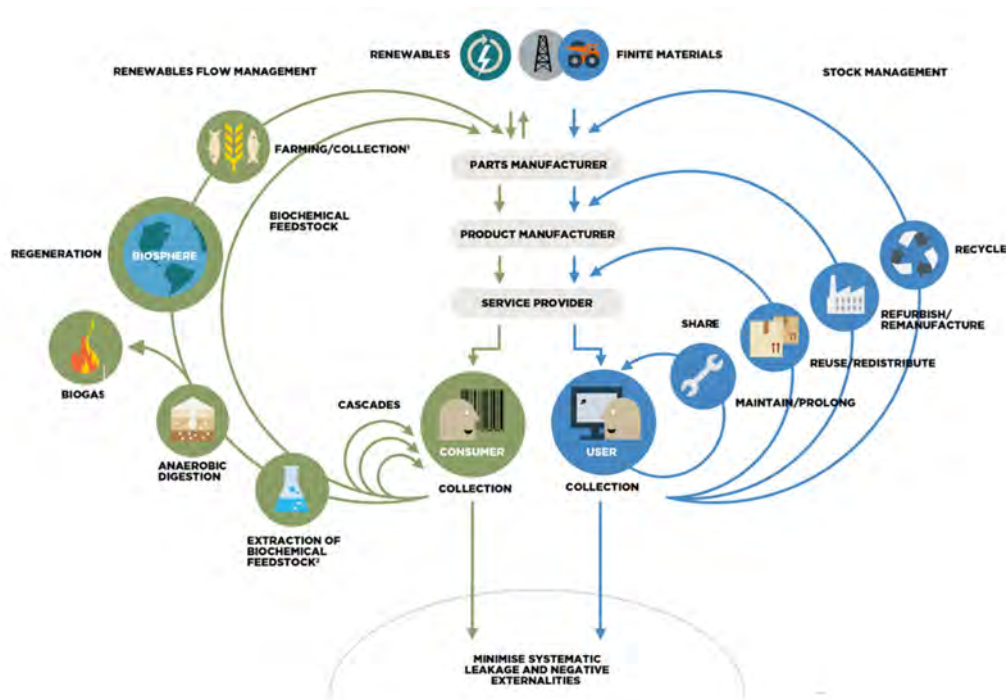 RENEWABLES
FINITE MATERIALS
RENEWABLES FLOW MANAGEMENT
STOCK MANAGEMENT
FARMING/COLLECTION¹
PARTS MANUFACTURER
BIOCHEMICAL
FEEDSTOCK
PRODUCT MANUFACTURER
REGENERATION
BIOSPHERE
RECYCLE
SERVICE PROVIDER
REFURBISH/
REMANUFACTURE
SHARE
REUSE/REDISTRIBUTE
BIOGAS
MAINTAIN/PROLONG
CASCADES
CONSUMER
USER
ANAEROBIC
DIGESTION
COLLECTION
COLLECTION
EXTRACTION OF
BIOCHEMICAL
FEEDSTOCK²
MINIMISE SYSTEMATIC
LEAKAGE AND NEGATIVE
EXTERNALITIES